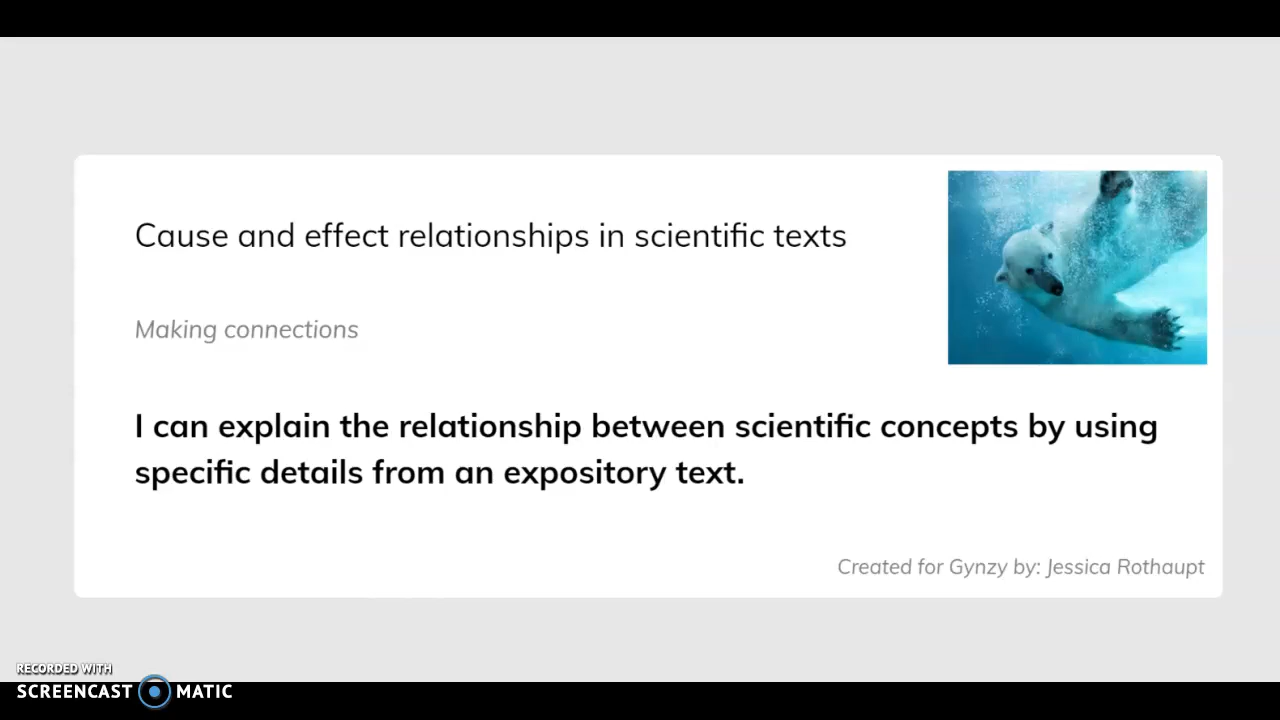 Cause and effect relationships in scientific texts
Making connections
I can explain the relationship between scientific concepts by using
specific details from an expository text.
Created for Gynzy by: Jessica Rothaupt
RECORDED WITH
SCREENCAST MATIC